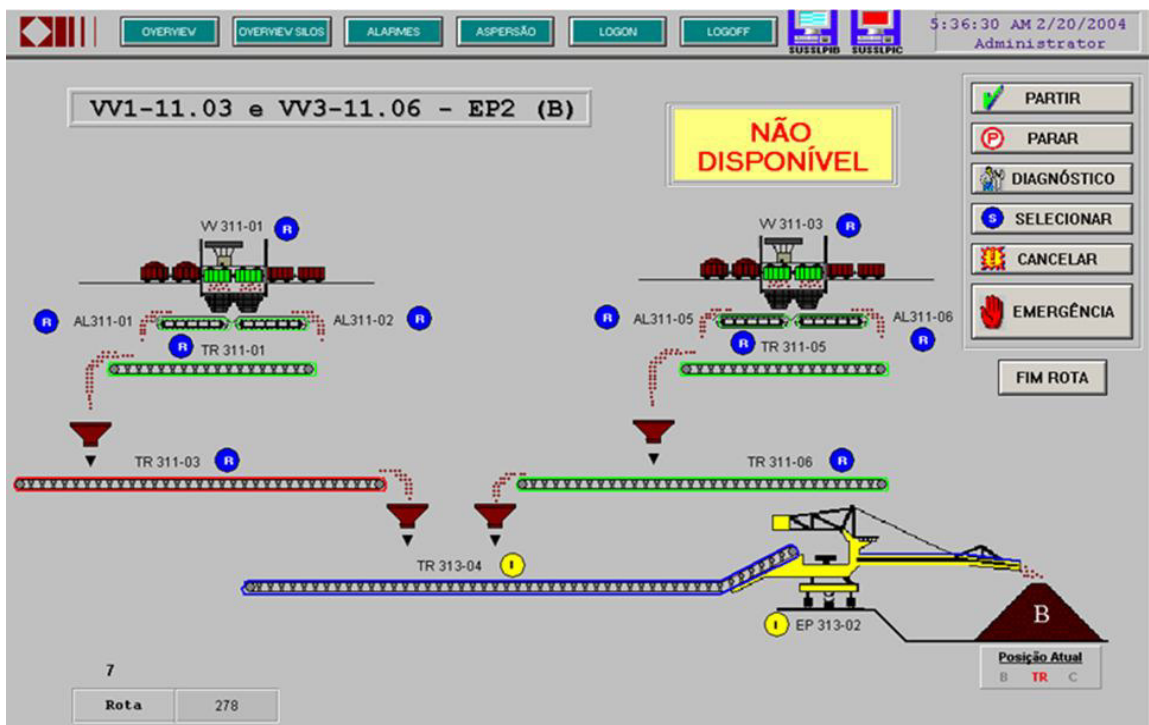 OVERVIEW
OVERVIEW SILOS
ALARMES
ASPERSÃO
LOGON
LOGOFF
SUSSLPIB
SUSSLPIC
5:36:30 AM 2/20/2004
Administrator
VV1-11.03 e VV3-11.06 - EP2 (B)
NÃO
DISPONÍVEL
PARTIR
P
PARAR
DIAGNÓSTICO
S
SELECIONAR
CANCELAR
EMERGÊNCIA
FIM ROTA
VV 311-01 R
VV 311-03 R
R AL311-01
AL311-02 R
R AL311-05
AL311-06 R
R TR 311-01
R TR 311-05
TR 311-03 R
TR 311-06 R
TR 313-04 I
I EP 313-02
B
Posição Atual
B TR C
7
Rota 278